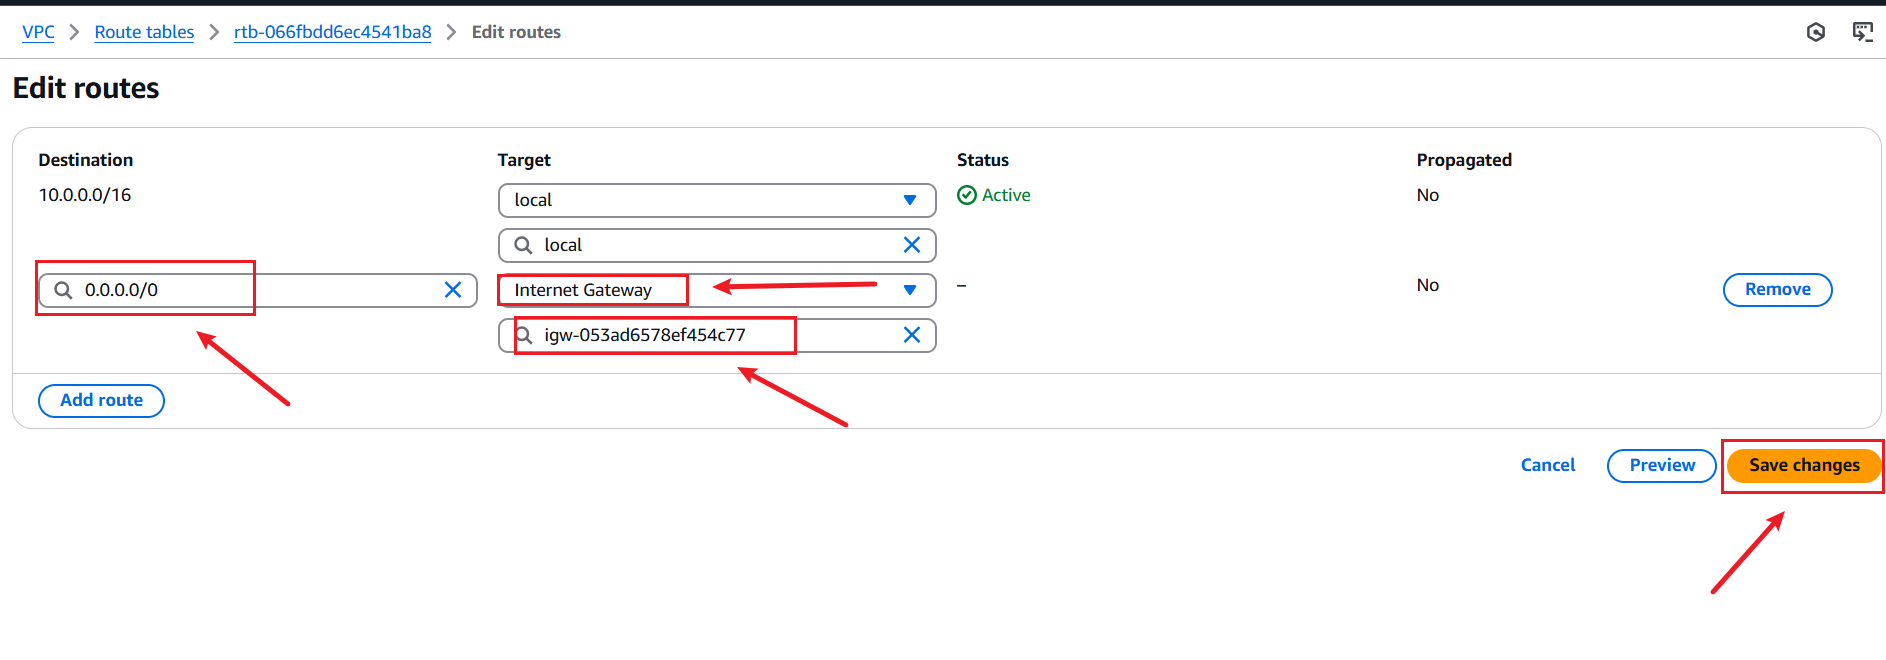 VPC > Route tables > rtb-066fbdd6ec4541ba8 > Edit routes
Edit routes
Destination Target Status Propagated
10.0.0.0/16 local Active No
local
0.0.0.0/0 Internet Gateway – No Remove
igw-053ad6578ef454c77
Add route
Cancel Preview Save changes